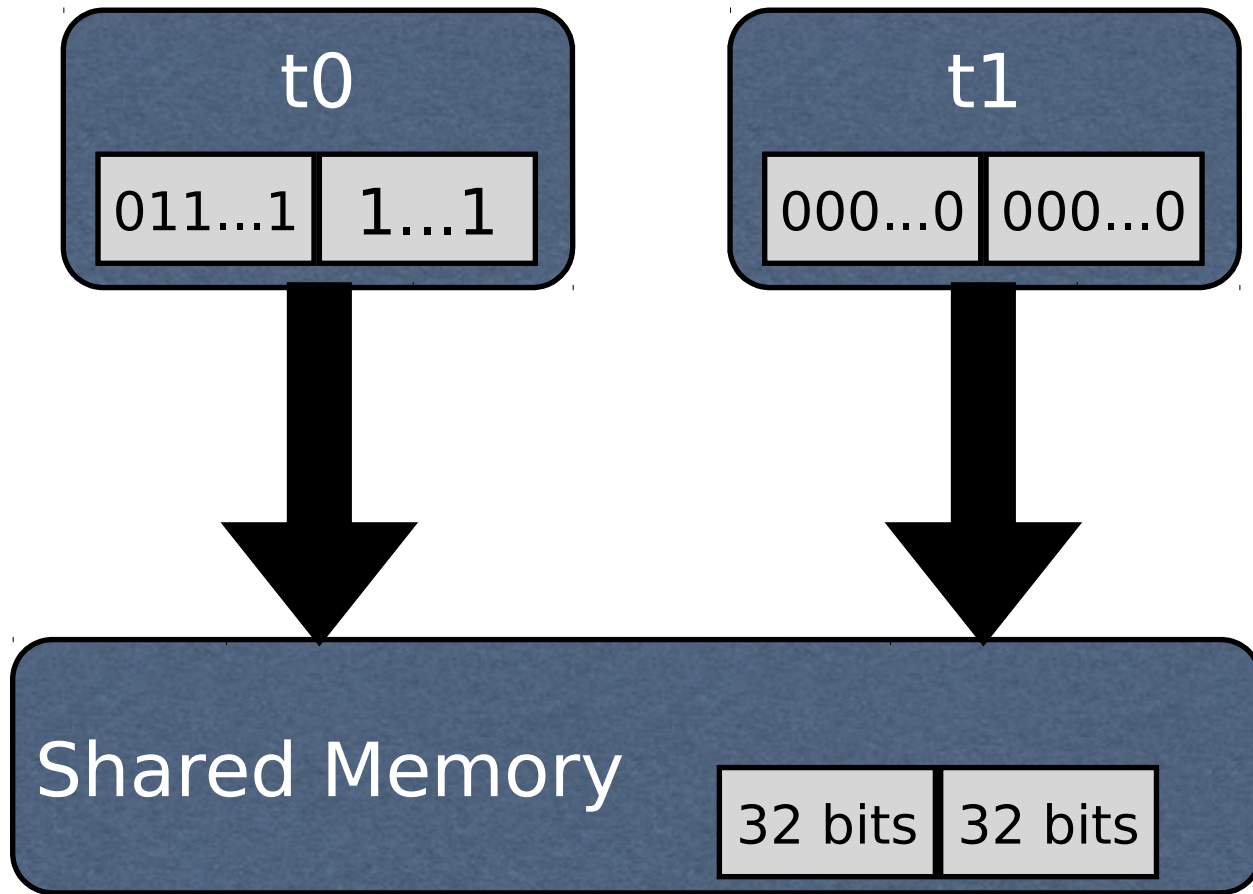 t0
011...1 1...1
t1
000...0 000...0
Shared Memory
32 bits 32 bits